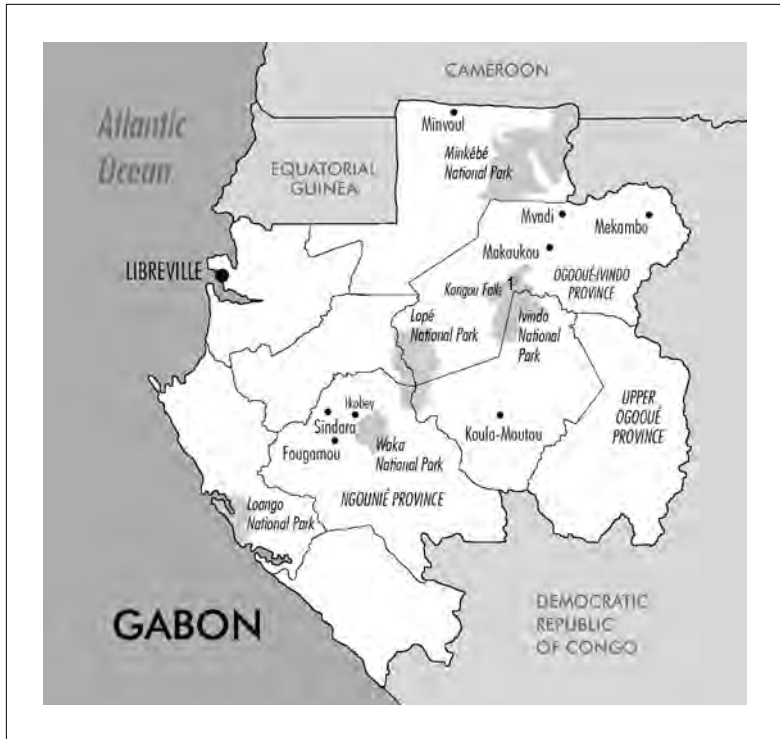 CAMEROON
Atlantic
Ocean
Minvoul
EQUATORIAL
GUINEA
Minkébé
National Park
Mvadi
Mekambo
Makaukou
LIBREVILLE
OGOOUÉ-IVINDO
PROVINCE
Kongou Falls
1
Lopé
National Park
Ivindo
National
Park
UPPER
OGOOUÉ
PROVINCE
Ikobey
Sindara
Koula-Moutou
Fougamou
Waka
National Park
NGOUNIÉ PROVINCE
Loango
National Park
GABON
DEMOCRATIC
REPUBLIC
OF CONGO